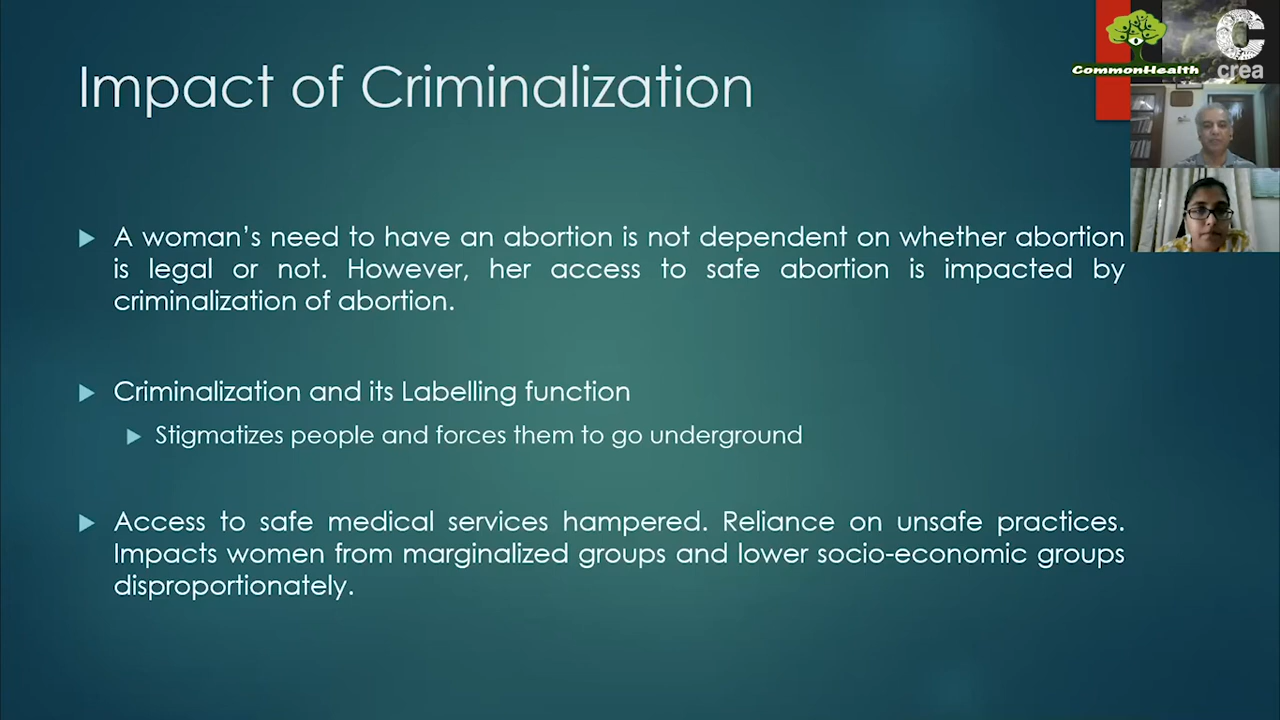 Impact of Criminalization
CommonHealth
crea
A woman’s need to have an abortion is not dependent on whether abortion
is legal or not. However, her access to safe abortion is impacted by
criminalization of abortion.
Criminalization and its Labelling function
Stigmatizes people and forces them to go underground
Access to safe medical services hampered. Reliance on unsafe practices.
Impacts women from marginalized groups and lower socio-economic groups
disproportionately.